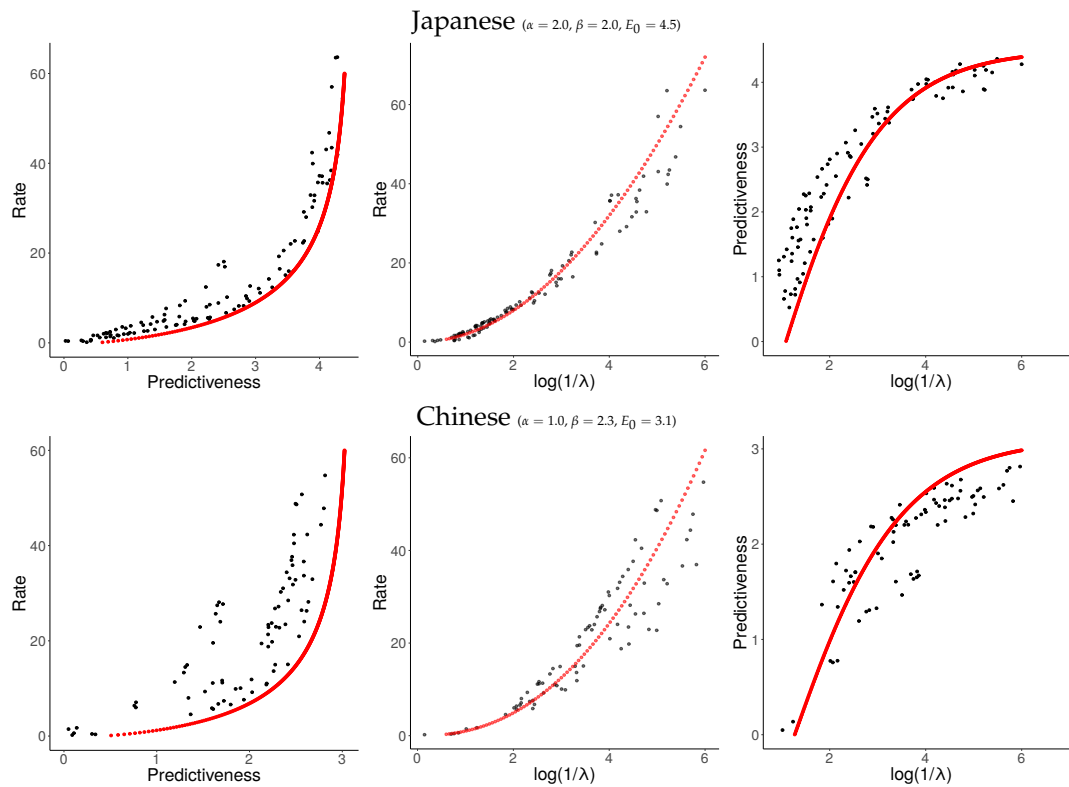 Japanese (α = 2.0, β = 2.0, E₀ = 4.5)
60
40
20
0
Rate
0 1 2 3 4
Predictiveness
60
40
20
0
Rate
0 2 4 6
log(1/λ)
4
3
2
1
0
Predictiveness
2 4 6
log(1/λ)
Chinese (α = 1.0, β = 2.3, E₀ = 3.1)
60
40
20
0
Rate
0 1 2 3
Predictiveness
60
40
20
0
Rate
0 2 4 6
log(1/λ)
3
2
1
0
Predictiveness
2 4 6
log(1/λ)